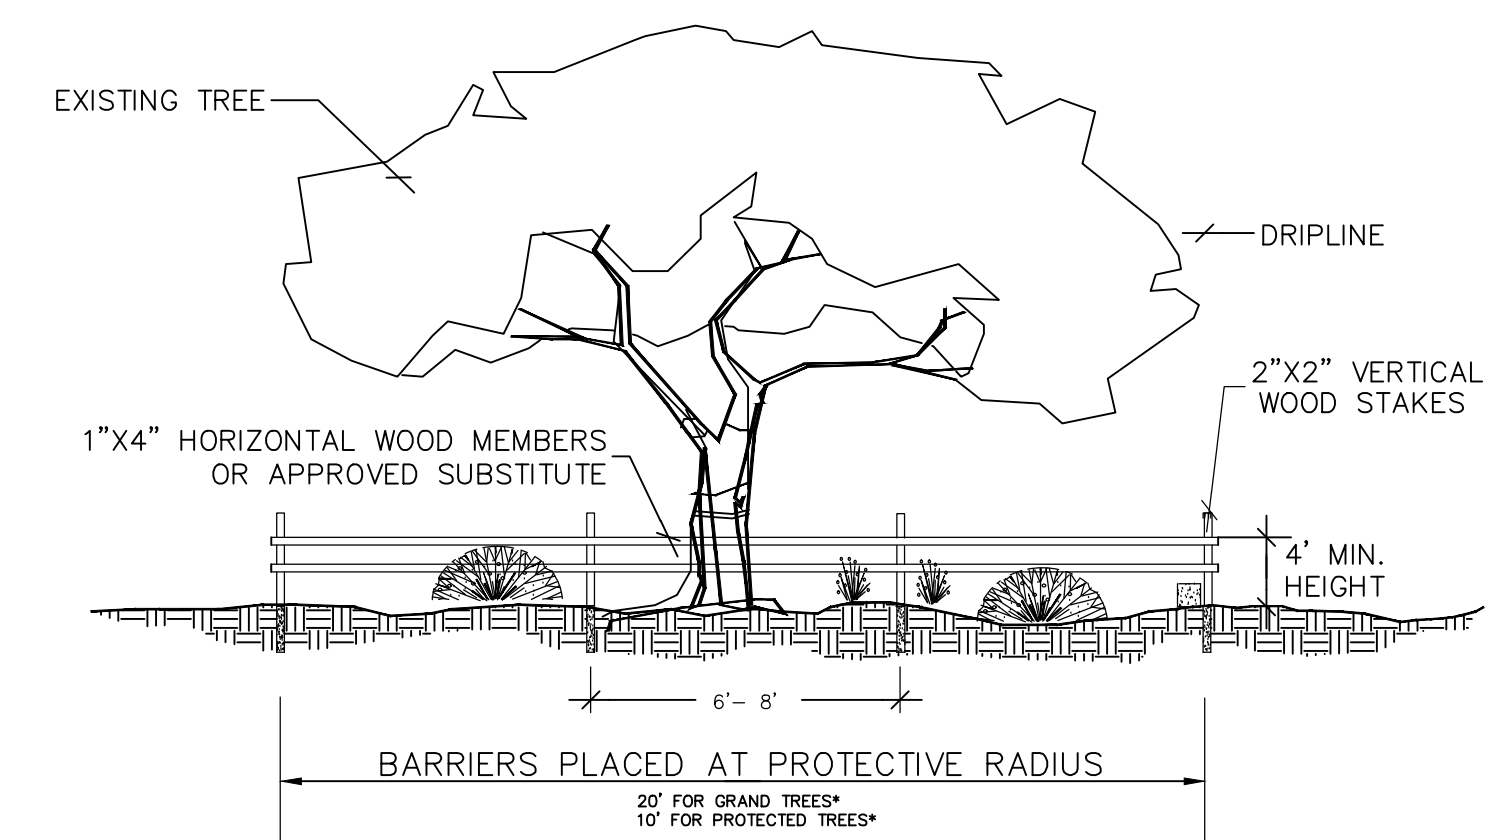 EXISTING TREE
DRIPLINE
2”X2” VERTICAL
WOOD STAKES
1”X4” HORIZONTAL WOOD MEMBERS
OR APPROVED SUBSTITUTE
4' MIN.
HEIGHT
6'– 8'
BARRIERS PLACED AT PROTECTIVE RADIUS
20' FOR GRAND TREES*
10' FOR PROTECTED TREES*